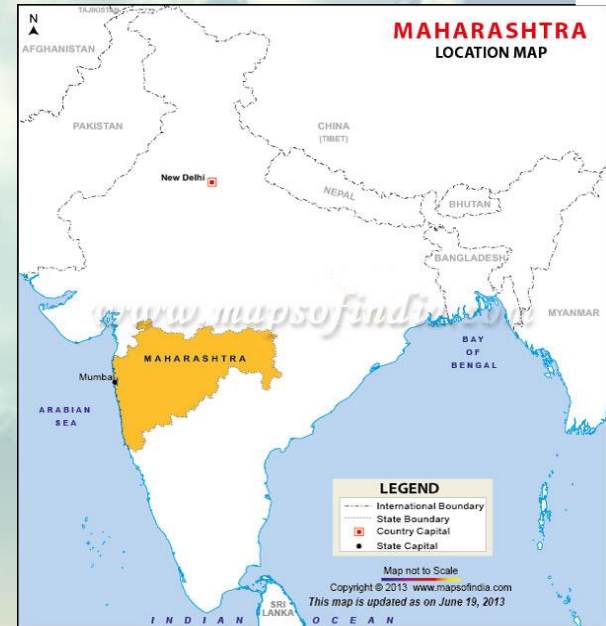 N
TAJIKISTAN
MAHARASHTRA
LOCATION MAP
AFGHANISTAN
PAKISTAN
CHINA
(TIBET)
New Delhi
NEPAL
BHUTAN
BANGLADESH
www.mapsofindia.com
MYANMAR
MAHARASHTRA
BAY
OF
BENGAL
Mumbai
ARABIAN
SEA
LEGEND
International Boundary
State Boundary
Country Capital
State Capital
Map not to Scale
Copyright © 2013 www.mapsofindia.com
This map is updated as on June 19, 2013
SRI
LANKA
INDIAN OCEAN